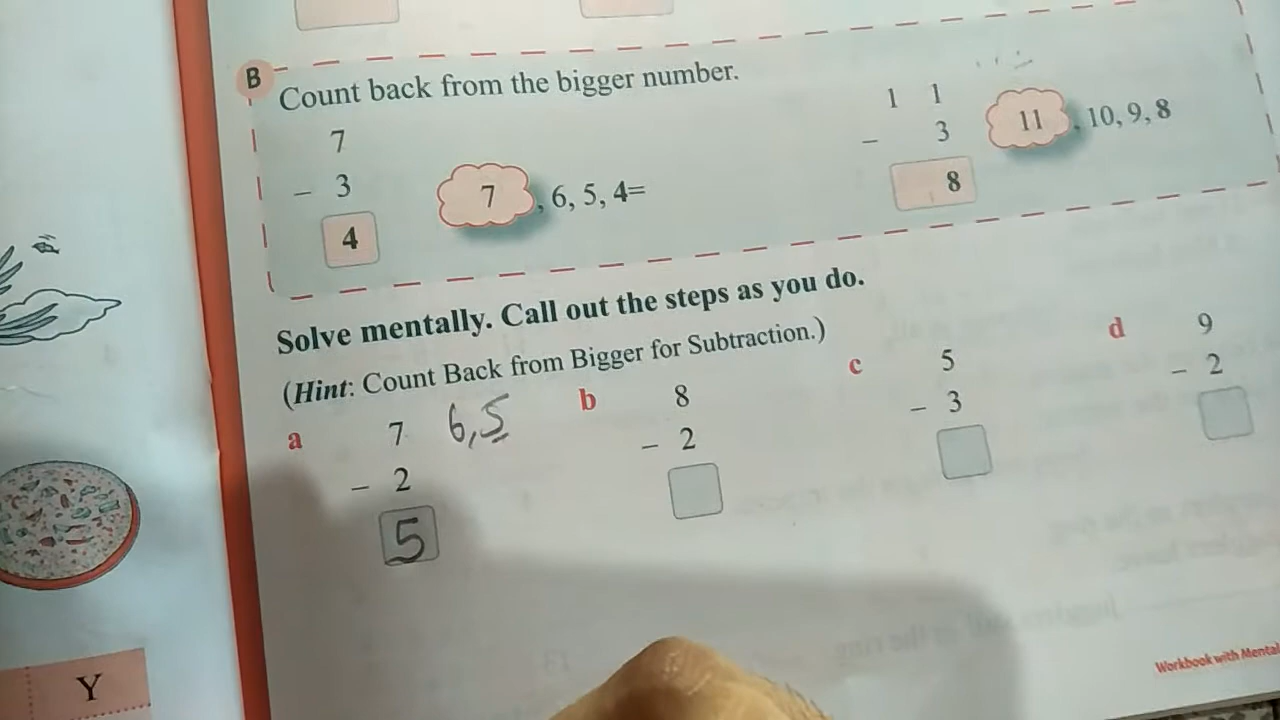 B
Count back from the bigger number.
7
– 3
4
7, 6, 5, 4=
1 1
– 3
8
11, 10, 9, 8
Solve mentally. Call out the steps as you do.
(Hint: Count Back from Bigger for Subtraction.)
a
7 6,5
– 2
5
b
8
– 2
c
5
– 3
d
9
– 2
Y
Workbook with Mental